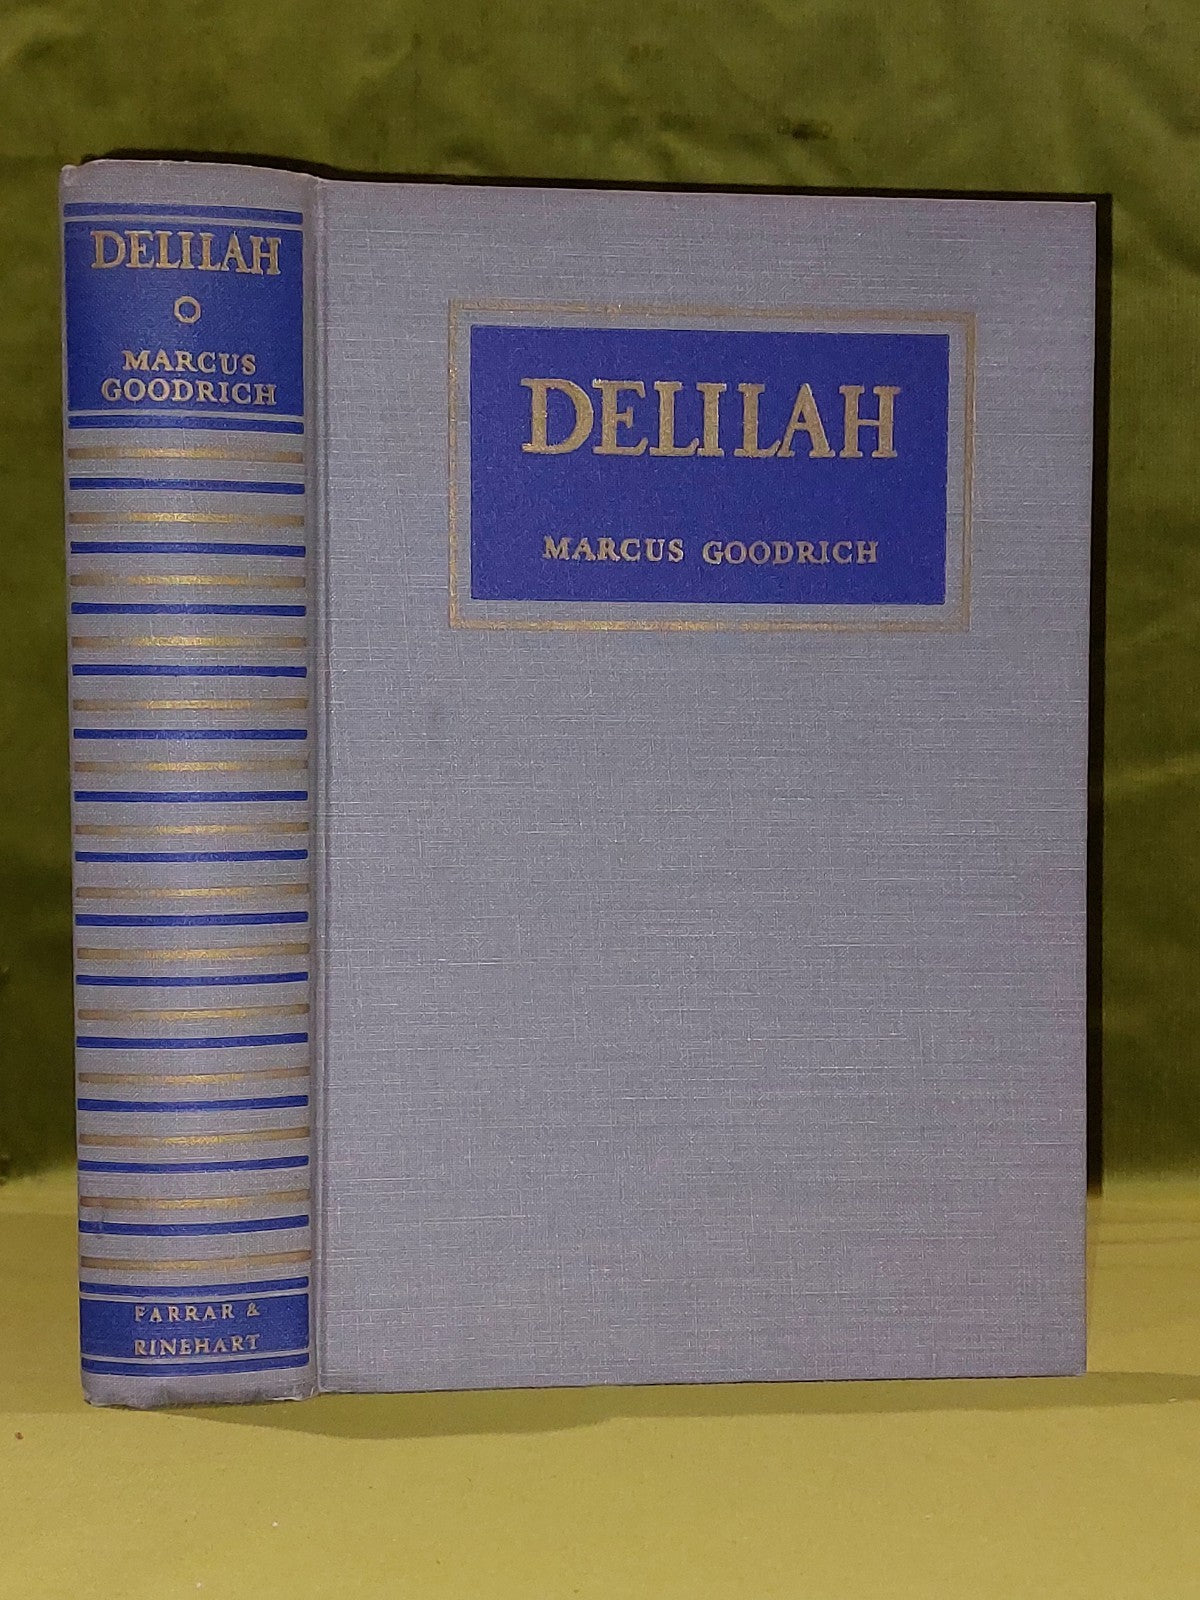 DELILAH
MARCUS
GOODRICH
FARRAR &
RINEHART
DELILAH
MARCUS GOODRICH